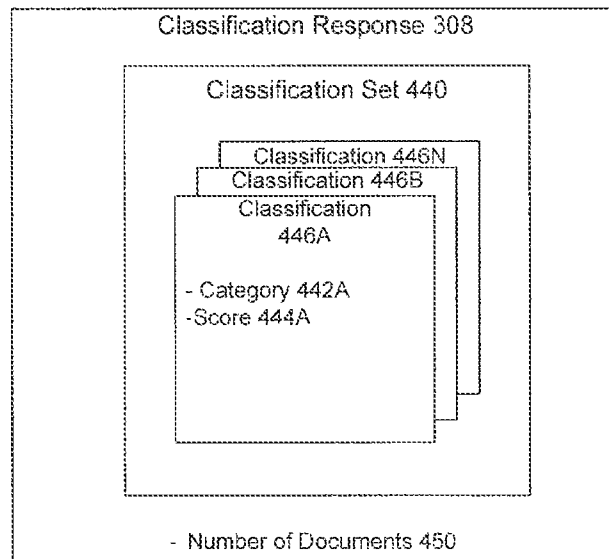 Classification Response 308
Classification Set 440
Classification 446N
Classification 446B
Classification
446A
- Category 442A
-Score 444A
- Number of Documents 450